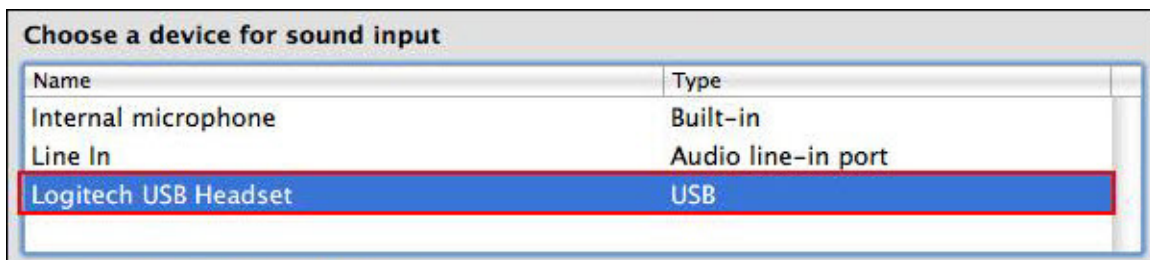 Choose a device for sound input
Name Type
Internal microphone Built-in
Line In Audio line-in port
Logitech USB Headset USB